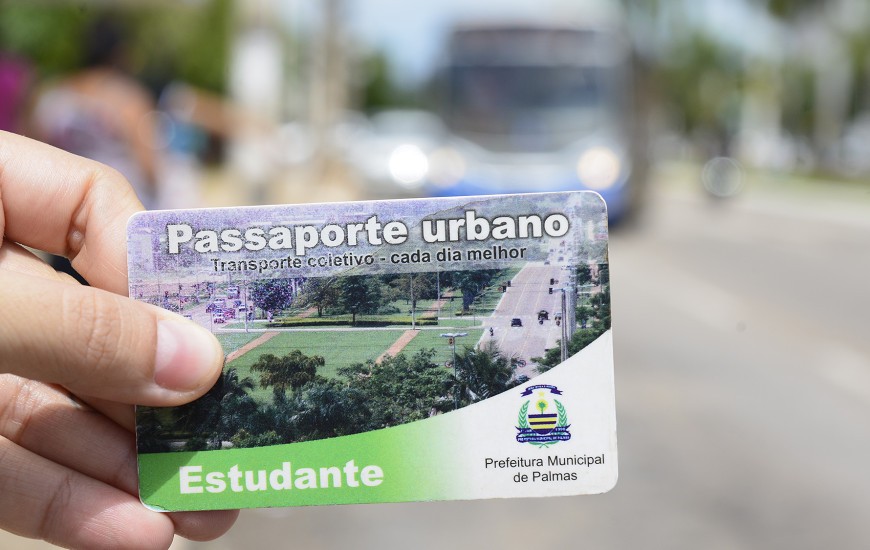 Passaporte urbano
Transporte coletivo - cada dia melhor
Estudante
Prefeitura Municipal
de Palmas